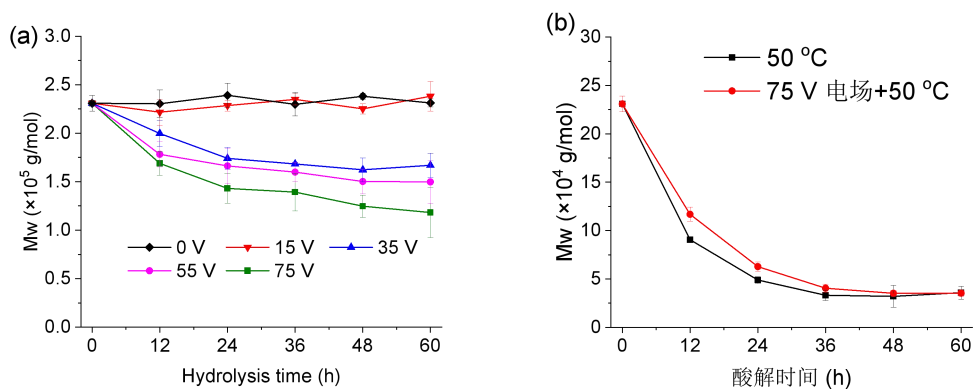 (a)
3.0
2.5
2.0
1.5
1.0
0.5
0.0
Mw (×10⁵ g/mol)
0 V 15 V 35 V
55 V 75 V
0 12 24 36 48 60
Hydrolysis time (h)
(b)
30
25
20
15
10
5
0
Mw (×10⁴ g/mol)
50 ºC
75 V 电场+50 ºC
0 12 24 36 48 60
酸解时间 (h)